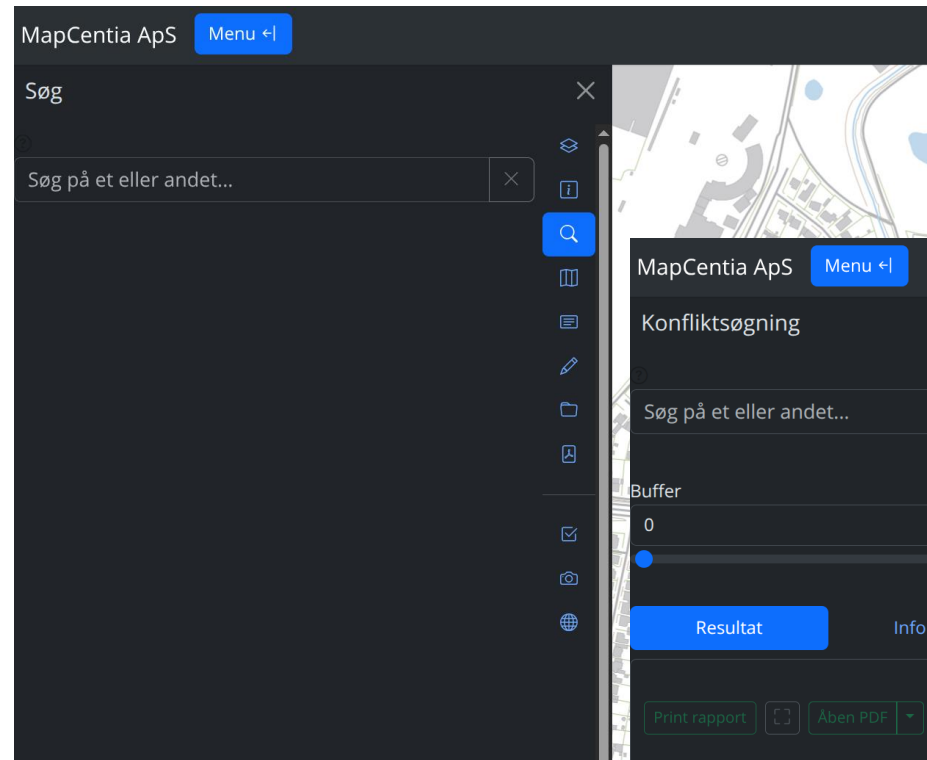 MapCentia ApS Menu
Søg
Søg på et eller andet...
MapCentia ApS Menu
Konfliktsøgning
Søg på et eller andet...
Buffer
0
Resultat Info
Print rapport Åben PDF